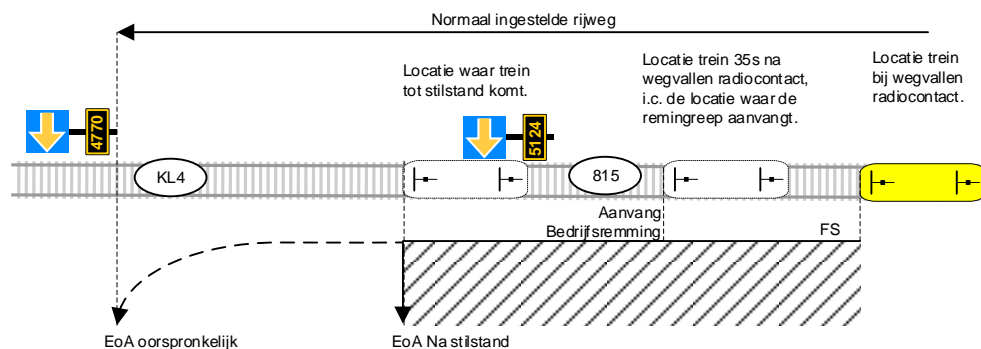 Normaal ingestelde rijweg
Locatie waar trein
tot stilstand komt.
Locatie trein 35s na
wegvallen radiocontact,
i.c. de locatie waar de
remingreep aanvangt.
Locatie trein
bij wegvallen
radiocontact.
4770
5124
KL4
815
Aanvang
Bedrijfsremming
FS
EoA oorspronkelijk
EoA Na stilstand